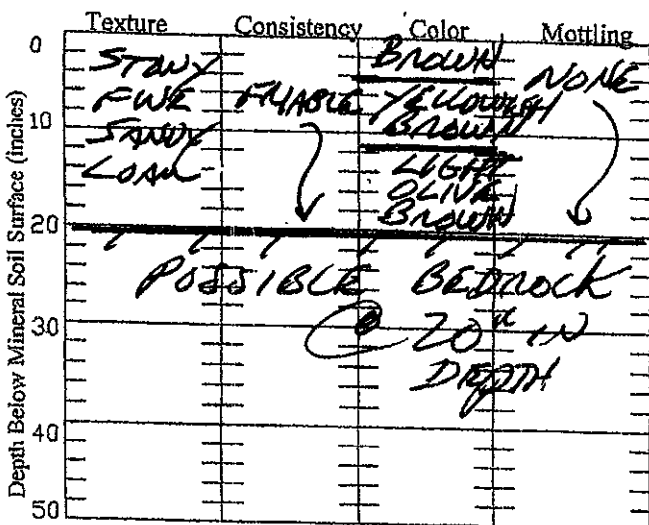 Texture Consistency Color Mottling
Depth Below Mineral Soil Surface (inches)
0
10
20
30
40
50
STONY
FINE
SANDY
LOAM
FRIABLE
BROWN
YELLOWISH
BROWN
LIGHT
OLIVE
BROWN
NONE
POSSIBLE BEDROCK
@ 20" IN
DEPTH